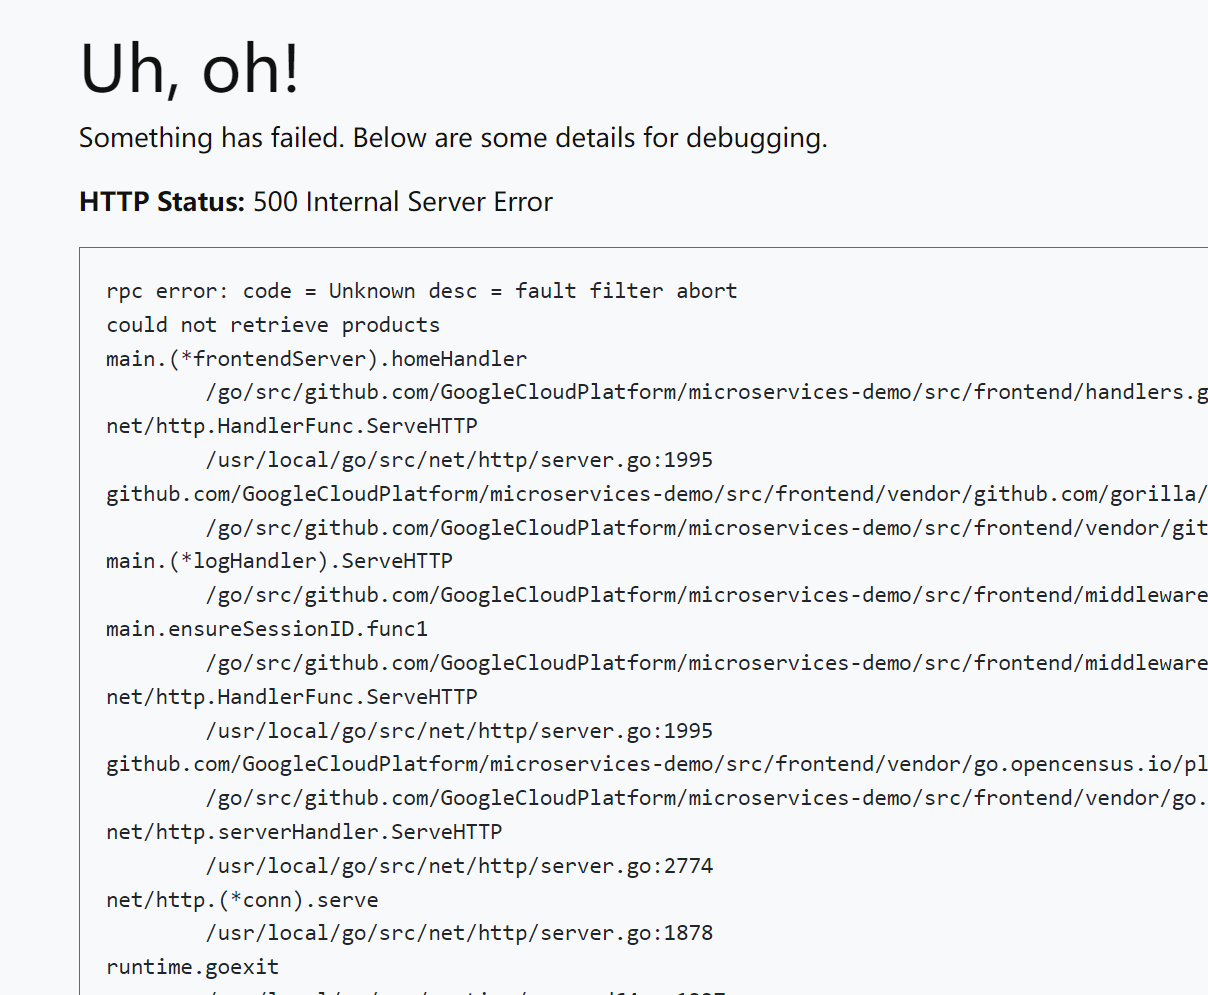 Uh, oh!
Something has failed. Below are some details for debugging.
HTTP Status: 500 Internal Server Error
rpc error: code = Unknown desc = fault filter abort
could not retrieve products
main.(*frontendServer).homeHandler
/go/src/github.com/GoogleCloudPlatform/microservices-demo/src/frontend/handlers.g
net/http.HandlerFunc.ServeHTTP
/usr/local/go/src/net/http/server.go:1995
github.com/GoogleCloudPlatform/microservices-demo/src/frontend/vendor/github.com/gorilla/
/go/src/github.com/GoogleCloudPlatform/microservices-demo/src/frontend/vendor/git
main.(*logHandler).ServeHTTP
/go/src/github.com/GoogleCloudPlatform/microservices-demo/src/frontend/middleware
main.ensureSessionID.func1
/go/src/github.com/GoogleCloudPlatform/microservices-demo/src/frontend/middleware
net/http.HandlerFunc.ServeHTTP
/usr/local/go/src/net/http/server.go:1995
github.com/GoogleCloudPlatform/microservices-demo/src/frontend/vendor/go.opencensus.io/pl
/go/src/github.com/GoogleCloudPlatform/microservices-demo/src/frontend/vendor/go.
net/http.serverHandler.ServeHTTP
/usr/local/go/src/net/http/server.go:2774
net/http.(*conn).serve
/usr/local/go/src/net/http/server.go:1878
runtime.goexit